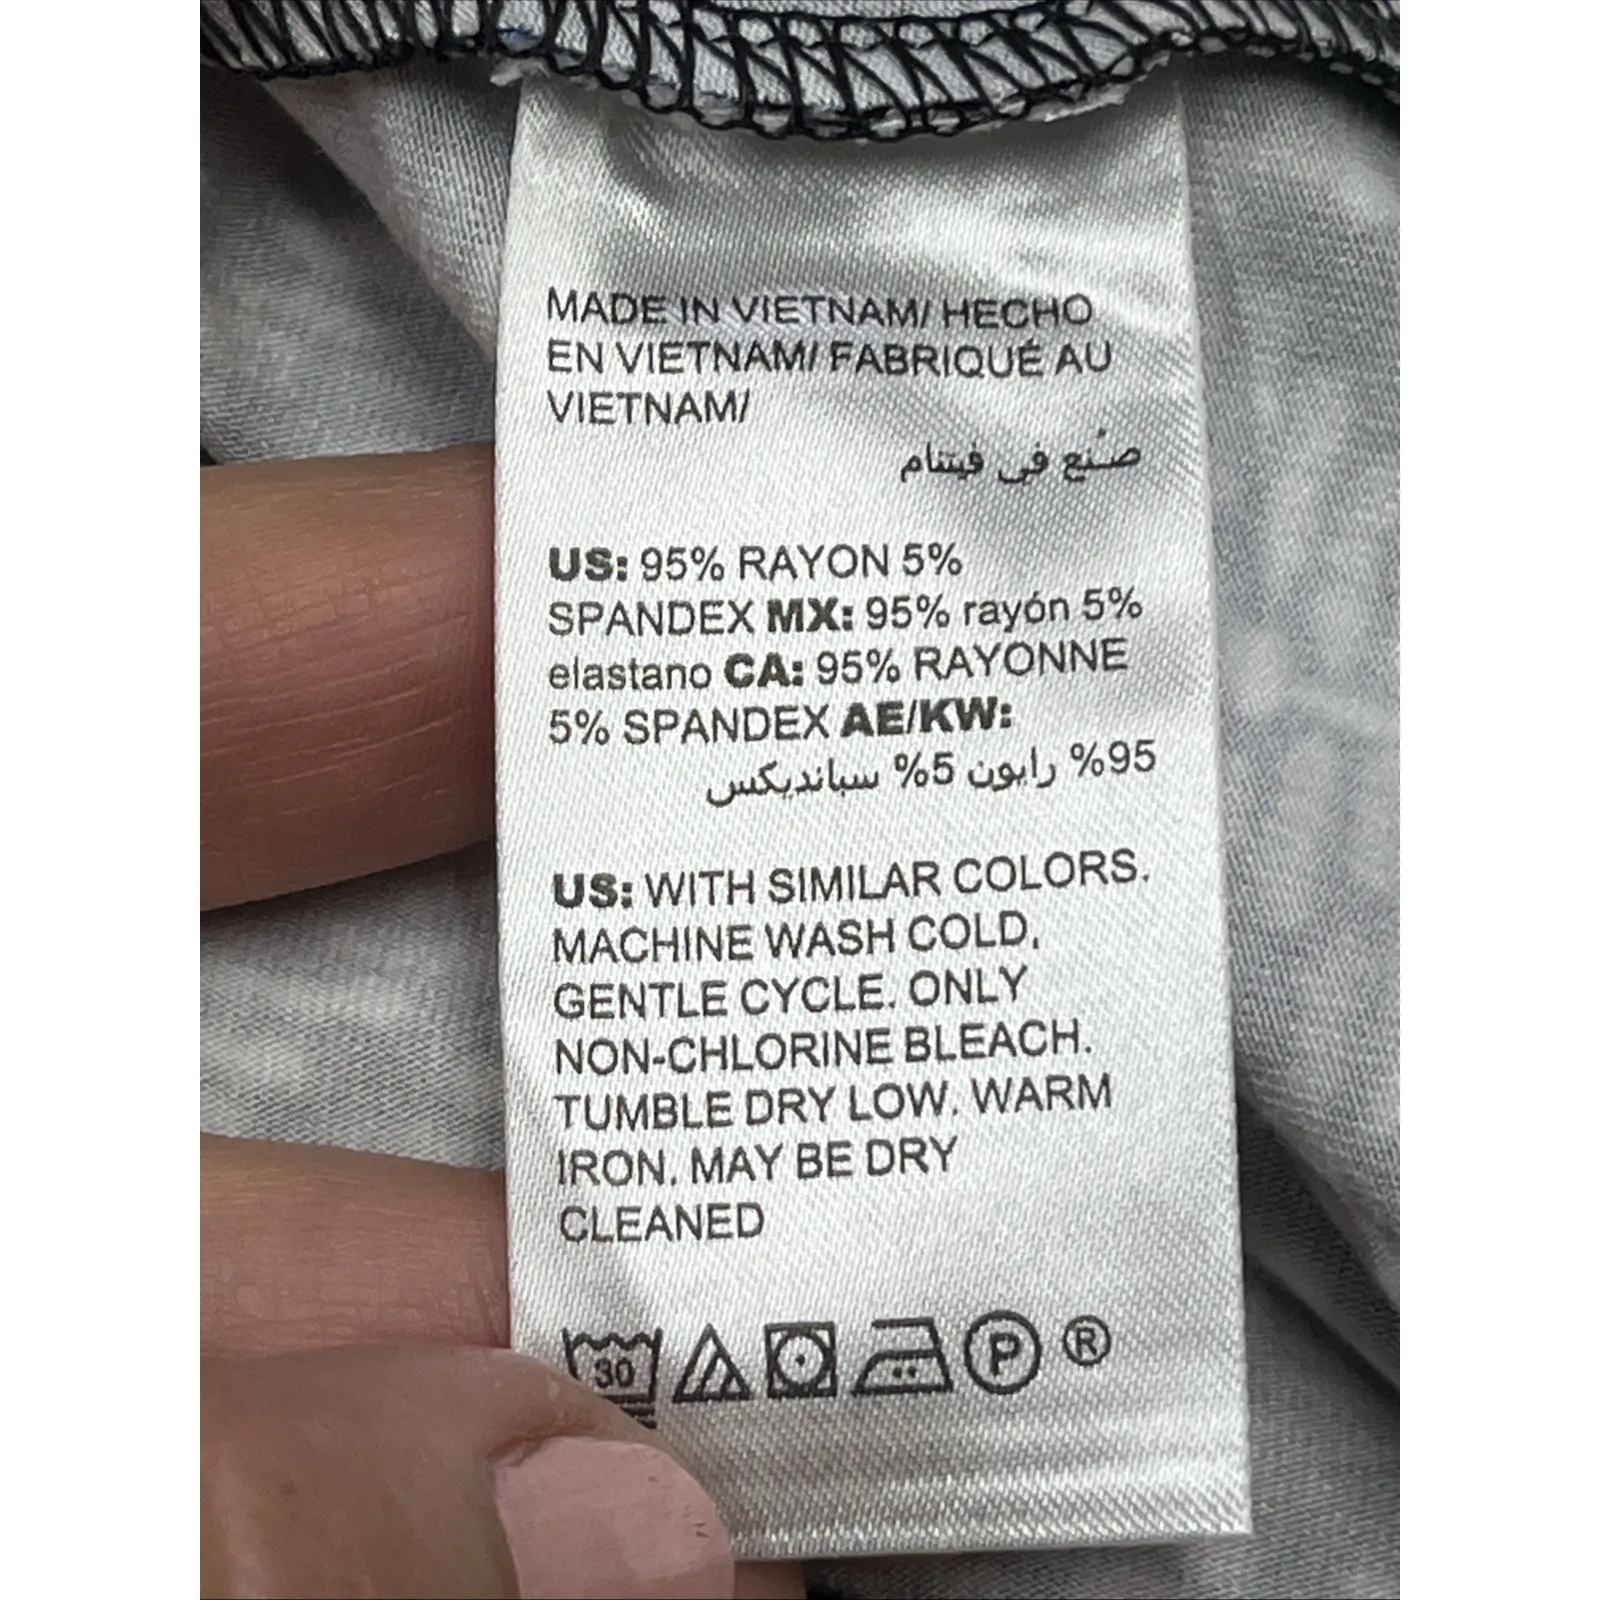 MADE IN VIETNAM/ HECHO
EN VIETNAM/ FABRIQUÉ AU
VIETNAM/
صُنع في فيتنام
US: 95% RAYON 5%
SPANDEX MX: 95% rayón 5%
elastano CA: 95% RAYONNE
5% SPANDEX AE/KW:
95% رايون 5% سبانديكس
US: WITH SIMILAR COLORS.
MACHINE WASH COLD,
GENTLE CYCLE. ONLY
NON-CHLORINE BLEACH.
TUMBLE DRY LOW. WARM
IRON. MAY BE DRY
CLEANED
30 P ®